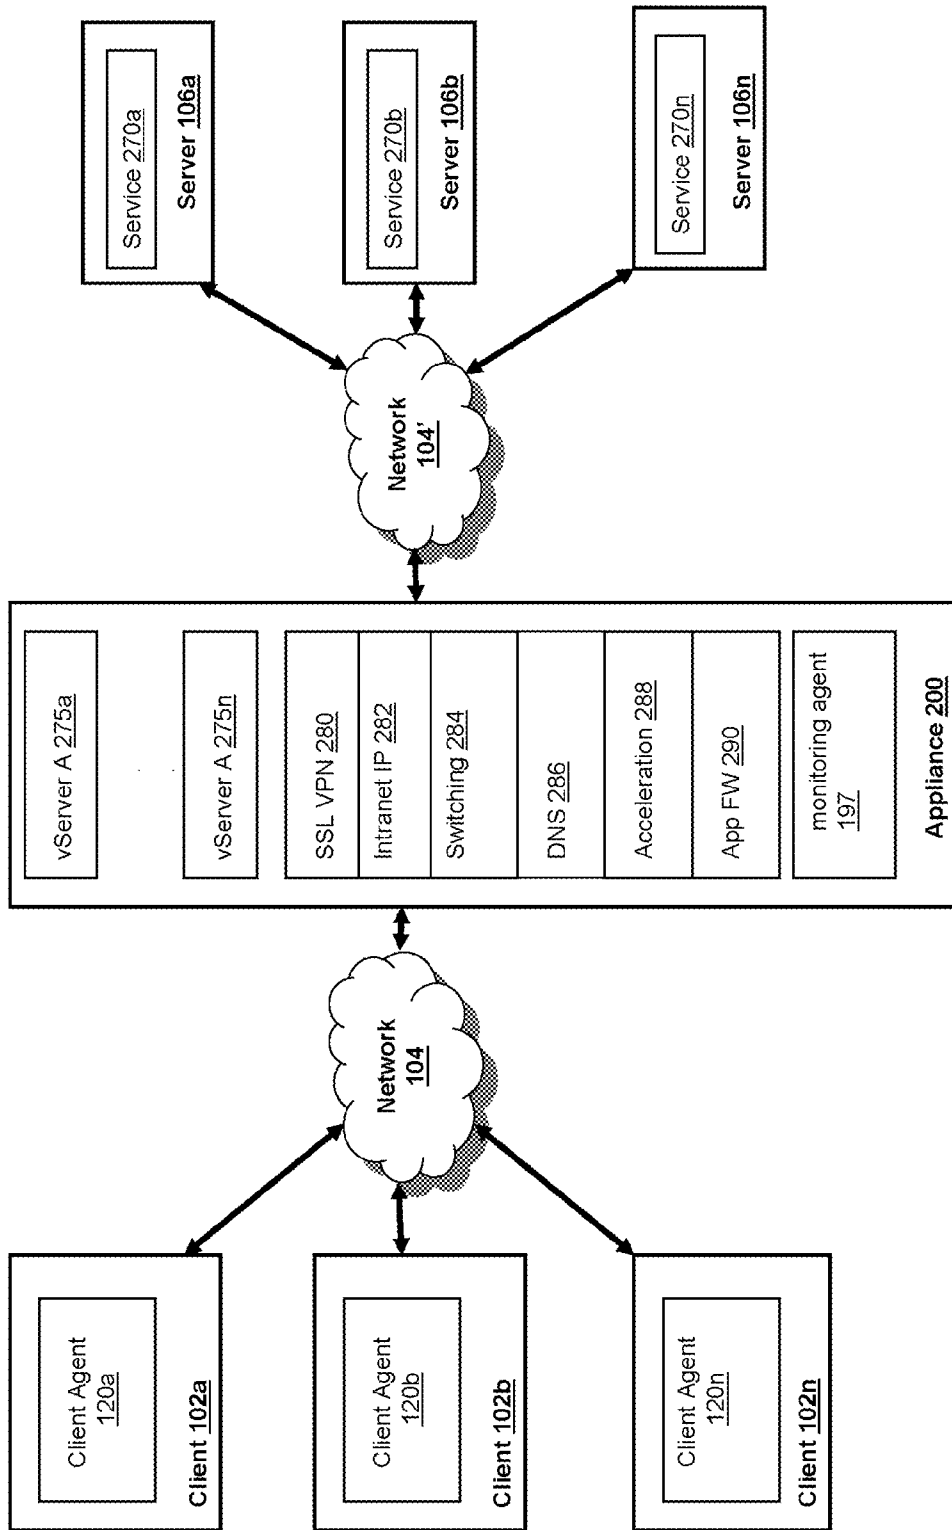 Client Agent
120a
Client 102a
Client Agent
120b
Client 102b
Client Agent
120n
Client 102n
Network
104
vServer A 275a
vServer A 275n
SSL VPN 280
Intranet IP 282
Switching 284
DNS 286
Acceleration 288
App FW 290
monitoring agent
197
Appliance 200
Network
104'
Service 270a
Server 106a
Service 270b
Server 106b
Service 270n
Server 106n